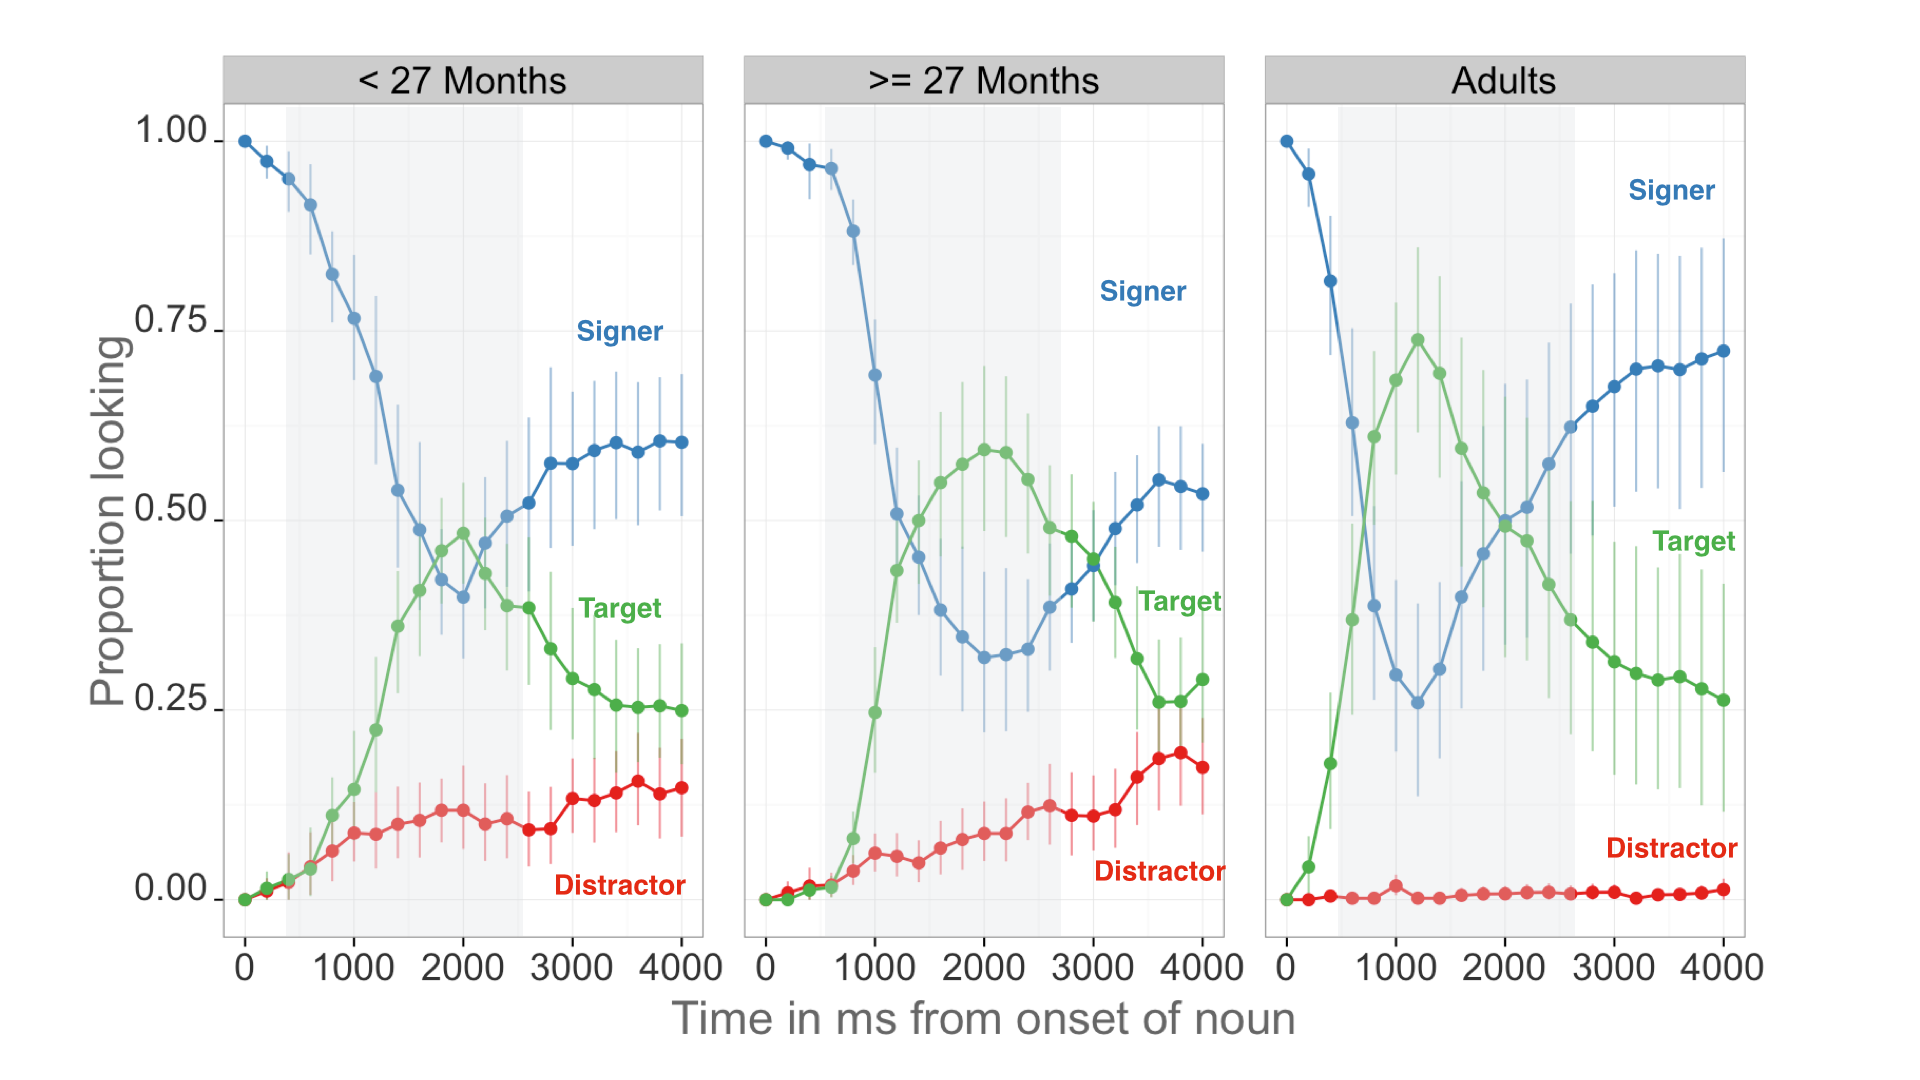 < 27 Months
>= 27 Months
Adults
Proportion looking
1.00
0.75
0.50
0.25
0.00
Signer
Target
Distractor
Signer
Target
Distractor
Signer
Target
Distractor
0 1000 2000 3000 4000
0 1000 2000 3000 4000
0 1000 2000 3000 4000
Time in ms from onset of noun